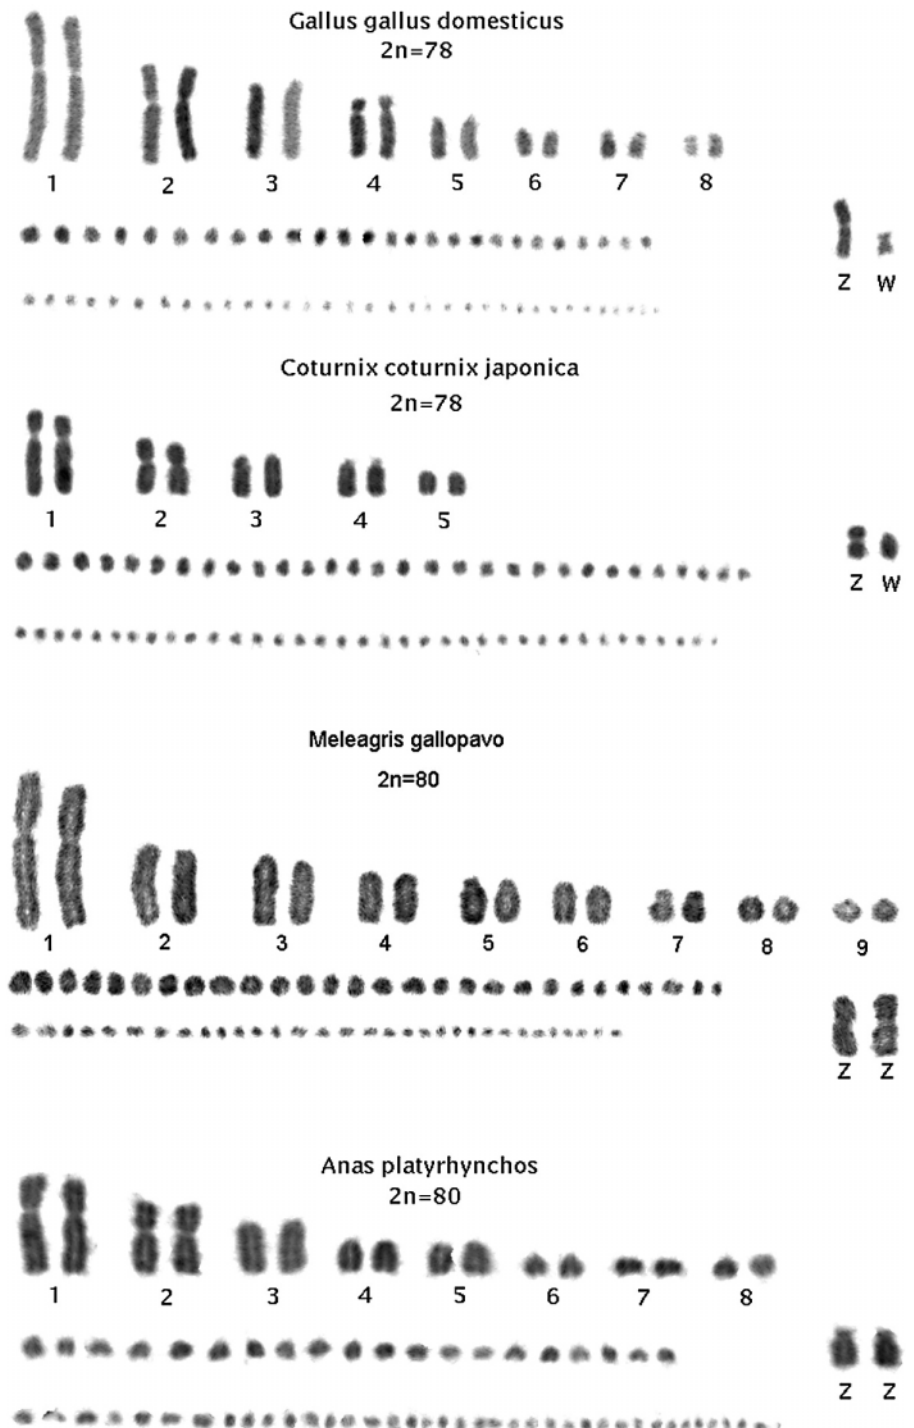 Gallus gallus domesticus
2n=78
1 2 3 4 5 6 7 8
Z W
Coturnix coturnix japonica
2n=78
1 2 3 4 5
Z W
Meleagris gallopavo
2n=80
1 2 3 4 5 6 7 8 9
Z Z
Anas platyrhynchos
2n=80
1 2 3 4 5 6 7 8
Z Z